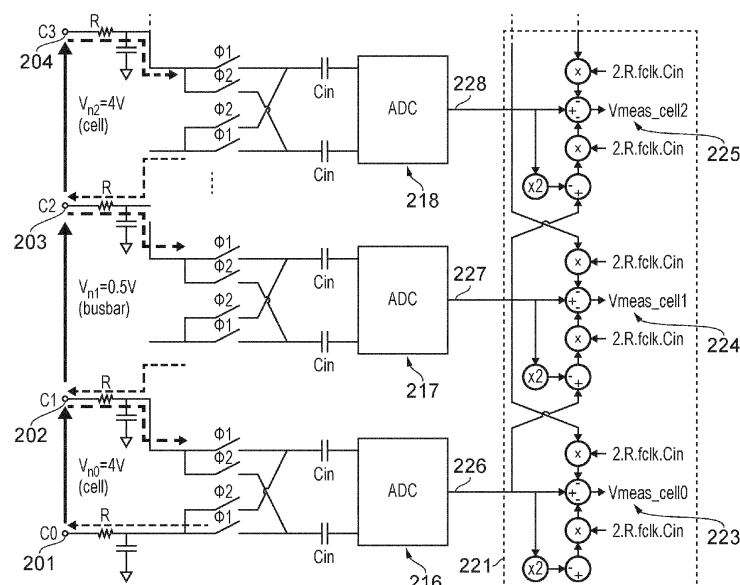 C3
R
204
Vn2=4V
(cell)
Φ1
Φ2
Φ2
Φ1
Cin
Cin
ADC
218
228
x
2.R.fclk.Cin
+
-
-
Vmeas_cell2
225
x
2.R.fclk.Cin
x2
-
+
C2
R
203
Vn1=0.5V
(busbar)
Φ1
Φ2
Φ2
Φ1
Cin
Cin
ADC
217
227
x
2.R.fclk.Cin
+
-
-
Vmeas_cell1
224
x
2.R.fclk.Cin
x2
-
+
C1
R
202
Vn0=4V
(cell)
Φ1
Φ2
Φ2
Φ1
Cin
Cin
ADC
216
226
x
2.R.fclk.Cin
+
-
-
Vmeas_cell0
223
x
2.R.fclk.Cin
x2
-
+
C0
R
201
221